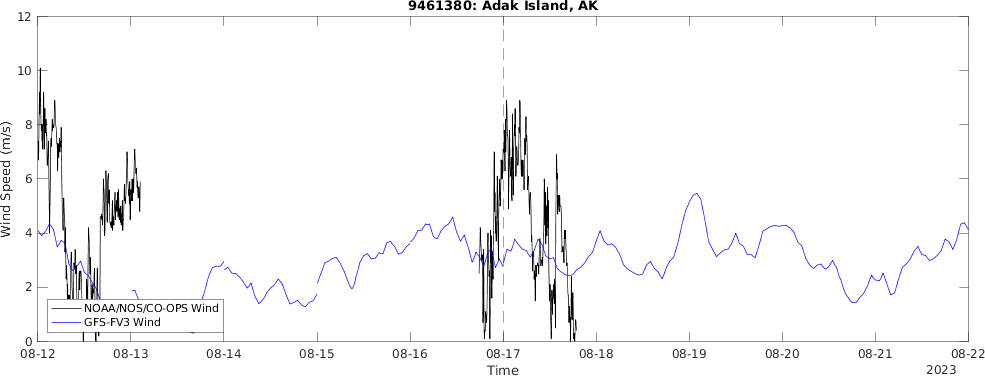 9461380: Adak Island, AK
Wind Speed (m/s)
12
10
8
6
4
2
0
NOAA/NOS/CO-OPS Wind
GFS-FV3 Wind
08-12 08-13 08-14 08-15 08-16 08-17 08-18 08-19 08-20 08-21 08-22
Time
2023